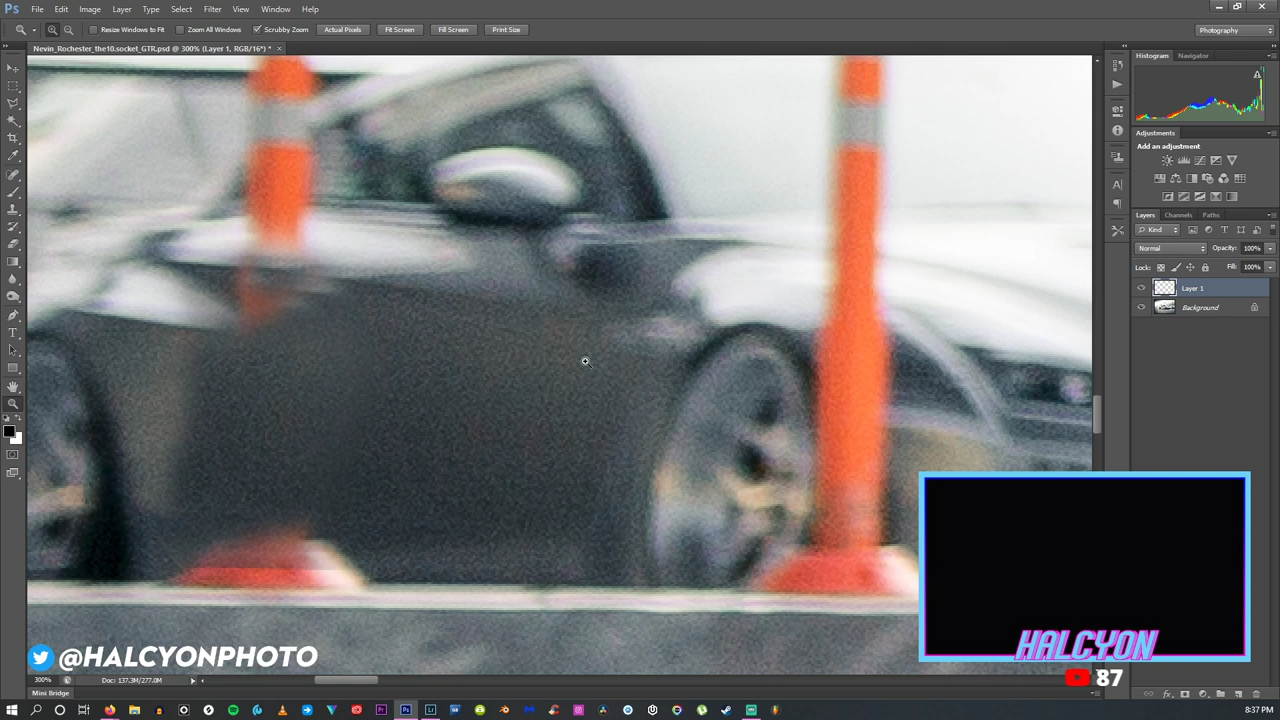 Ps File Edit Image Layer Type Select Filter View Window Help
Resize Windows to Fit Zoom All Windows Scrubby Zoom Actual Pixels Fit Screen Fill Screen Print Size Photography
Nevin_Rochester_the10.socket_GTR.psd @ 300% (Layer 1, RGB/16*) * ×
Histogram Navigator
Adjustments
Add an adjustment
Layers Channels Paths
Kind
Normal Opacity: 100%
Lock: Fill: 100%
Layer 1
Background
HALCYON
@HALCYONPHOTO
87
300% Doc: 137.3M/277.0M
Mini Bridge
8:37 PM